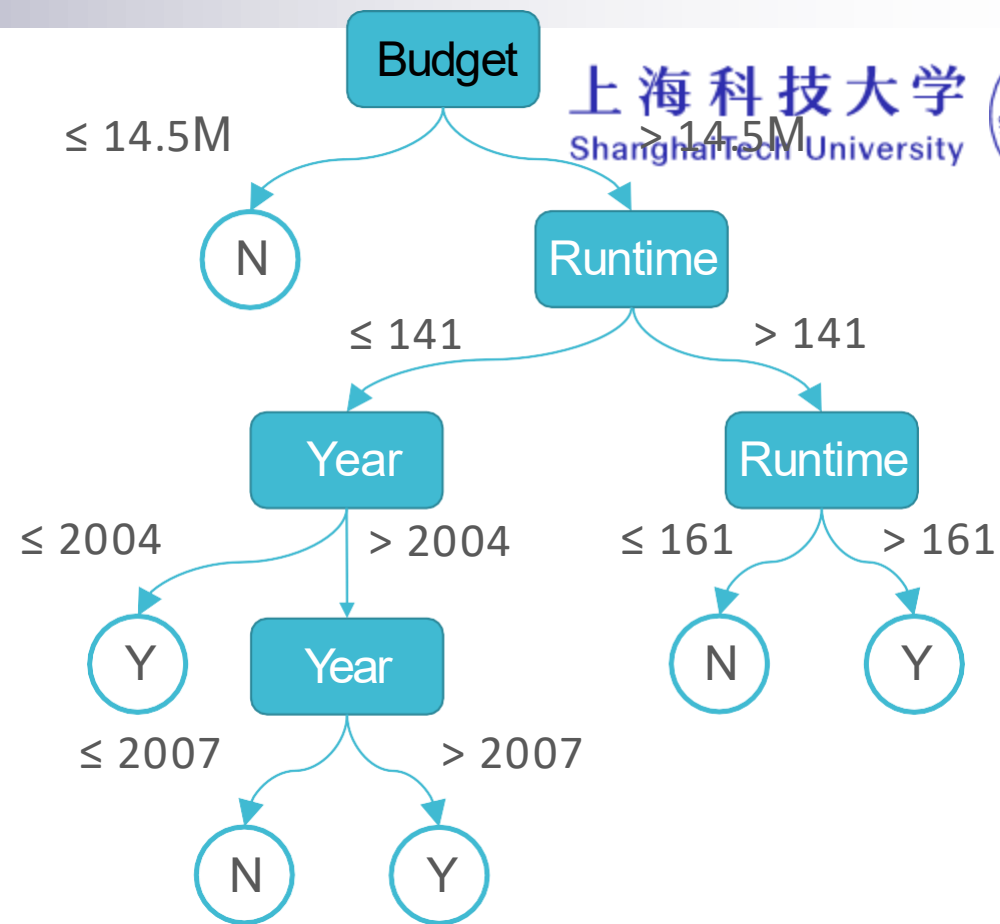 Budget
上海科技大学
ShanghaiTech University
≤ 14.5M
> 14.5M
N
Runtime
≤ 141
> 141
Year
Runtime
≤ 2004
> 2004
≤ 161
> 161
Y
Year
N
Y
≤ 2007
> 2007
N
Y